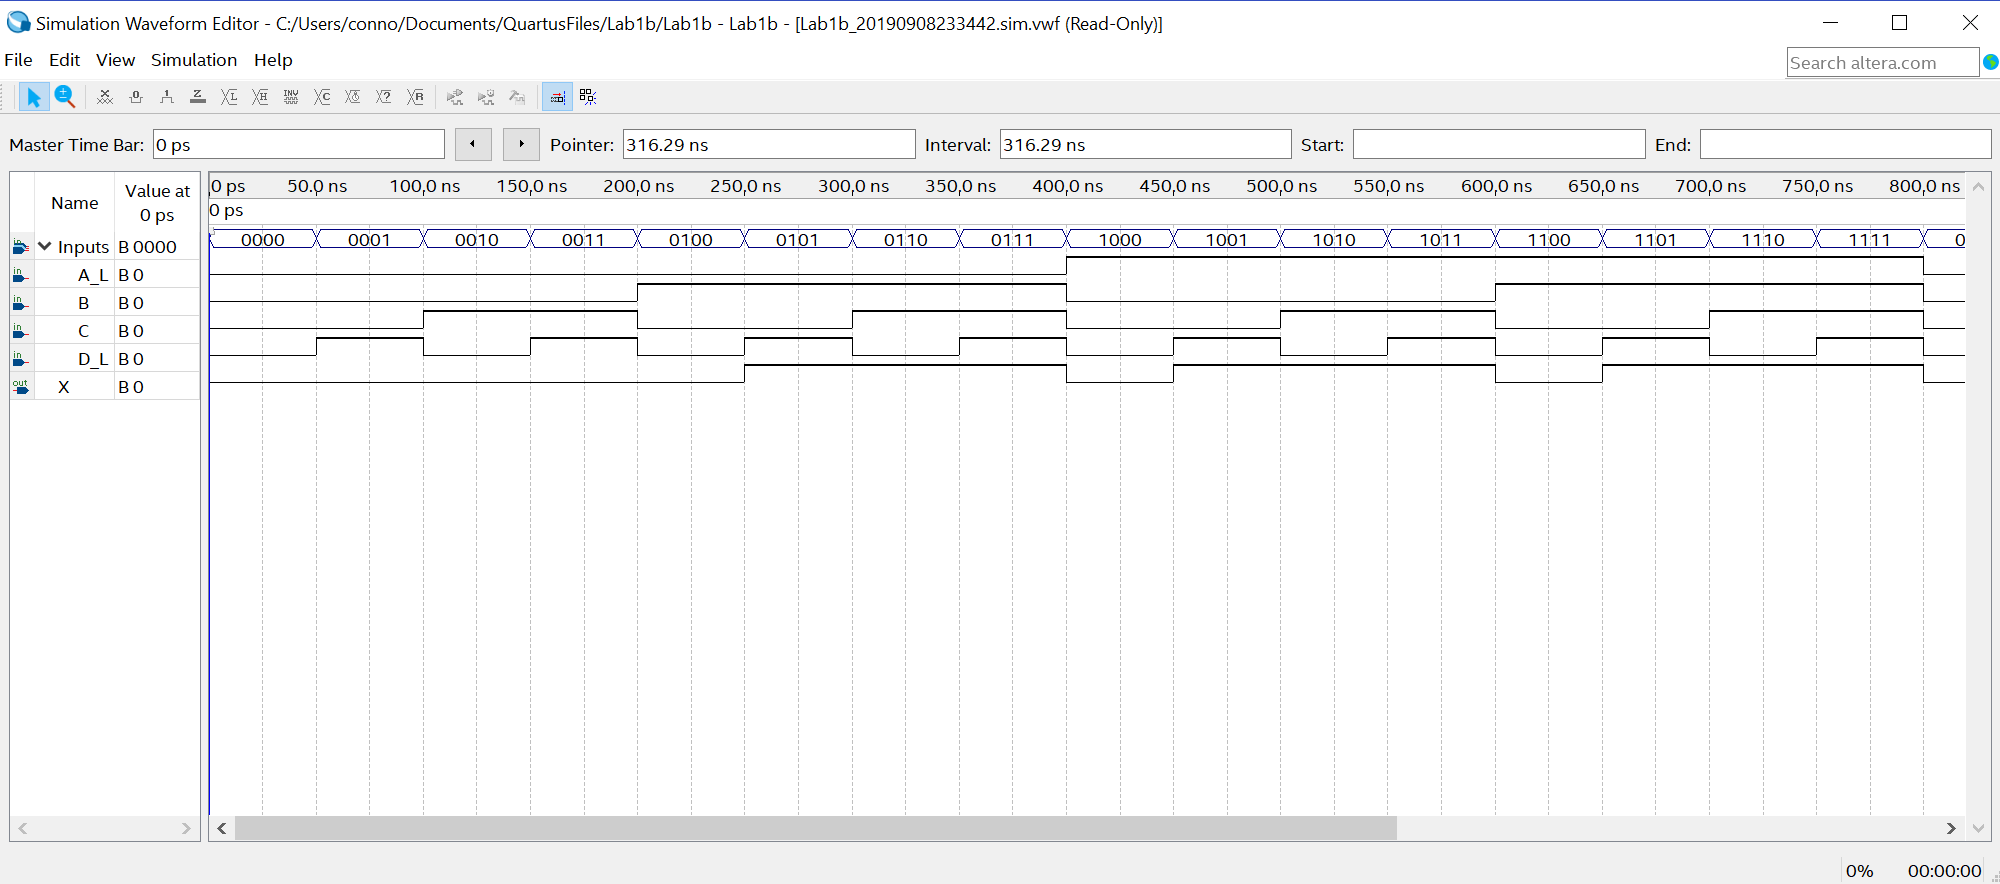 Simulation Waveform Editor - C:/Users/conno/Documents/QuartusFiles/Lab1b/Lab1b - Lab1b - [Lab1b_20190908233442.sim.vwf (Read-Only)]
File Edit View Simulation Help
Search altera.com
Master Time Bar: 0 ps Pointer: 316.29 ns Interval: 316.29 ns Start: End:
Name Value at 0 ps
0 ps 50.0 ns 100.0 ns 150.0 ns 200.0 ns 250.0 ns 300.0 ns 350.0 ns 400.0 ns 450.0 ns 500.0 ns 550.0 ns 600.0 ns 650.0 ns 700.0 ns 750.0 ns 800.0 ns
0 ps
Inputs B 0000 0000 0001 0010 0011 0100 0101 0110 0111 1000 1001 1010 1011 1100 1101 1110 1111 0
A_L B 0
B B 0
C B 0
D_L B 0
X B 0
0% 00:00:00